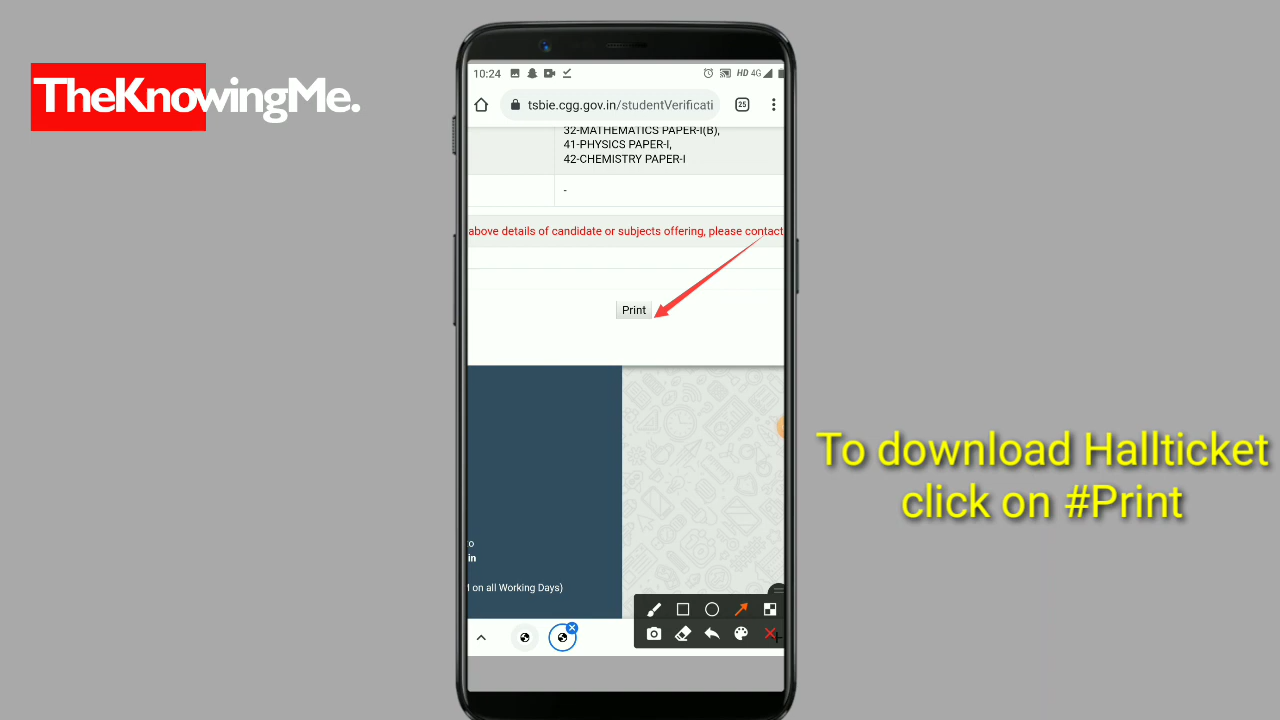 TheKnowingMe.
10:24
HD 4G
tsbie.cgg.gov.in/studentVerificati
25
32-MATHEMATICS PAPER-I(B),
41-PHYSICS PAPER-I,
42-CHEMISTRY PAPER-I
-
above details of candidate or subjects offering, please contact
Print
To download Hallticket
click on #Print
o
in
on all Working Days)